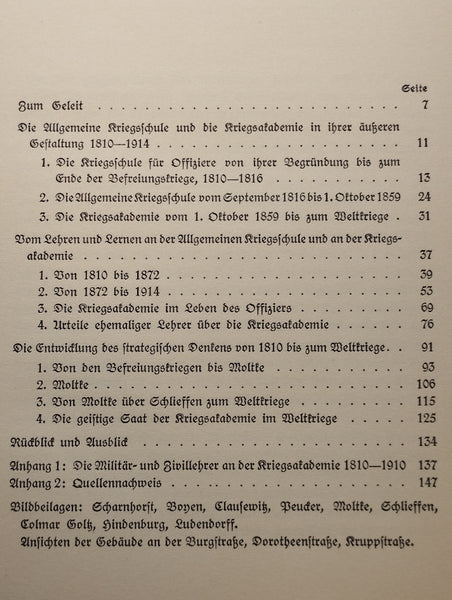 Seite
Zum Geleit . . . . . . . . . . . . . . . . . . . . 7
Die Allgemeine Kriegsschule und die Kriegsakademie in ihrer äußeren
Gestaltung 1810—1914 . . . . . . . . . . . . . . . 11
1. Die Kriegsschule für Offiziere von ihrer Begründung bis zum
Ende der Befreiungskriege, 1810—1816 . . . . . . . . . 13
2. Die Allgemeine Kriegsschule vom September 1816 bis 1. Oktober 1859 24
3. Die Kriegsakademie vom 1. Oktober 1859 bis zum Weltkriege . . 31
Vom Lehren und Lernen an der Allgemeinen Kriegsschule und an der Kriegs-
akademie . . . . . . . . . . . . . . . . . . . . 37
1. Von 1810 bis 1872 . . . . . . . . . . . . . . . . 39
2. Von 1872 bis 1914 . . . . . . . . . . . . . . . . 53
3. Die Kriegsakademie im Leben des Offiziers . . . . . . . . 69
4. Urteile ehemaliger Lehrer über die Kriegsakademie . . . . . . 76
Die Entwicklung des strategischen Denkens von 1810 bis zum Weltkriege . . 91
1. Von den Befreiungskriegen bis Moltke . . . . . . . . . 93
2. Moltke . . . . . . . . . . . . . . . . . . . . 106
3. Von Moltke über Schlieffen zum Weltkriege . . . . . . . 115
4. Die geistige Saat der Kriegsakademie im Weltkriege . . . . . 125
Rückblick und Ausblick . . . . . . . . . . . . . . . 134
Anhang 1: Die Militär- und Zivillehrer an der Kriegsakademie 1810—1910 137
Anhang 2: Quellennachweis . . . . . . . . . . . . . . 147
Bildbeilagen: Scharnhorst, Boyen, Clausewitz, Peucker, Moltke, Schlieffen,
Colmar Goltz, Hindenburg, Ludendorff.
Ansichten der Gebäude an der Burgstraße, Dorotheenstraße, Kruppstraße.